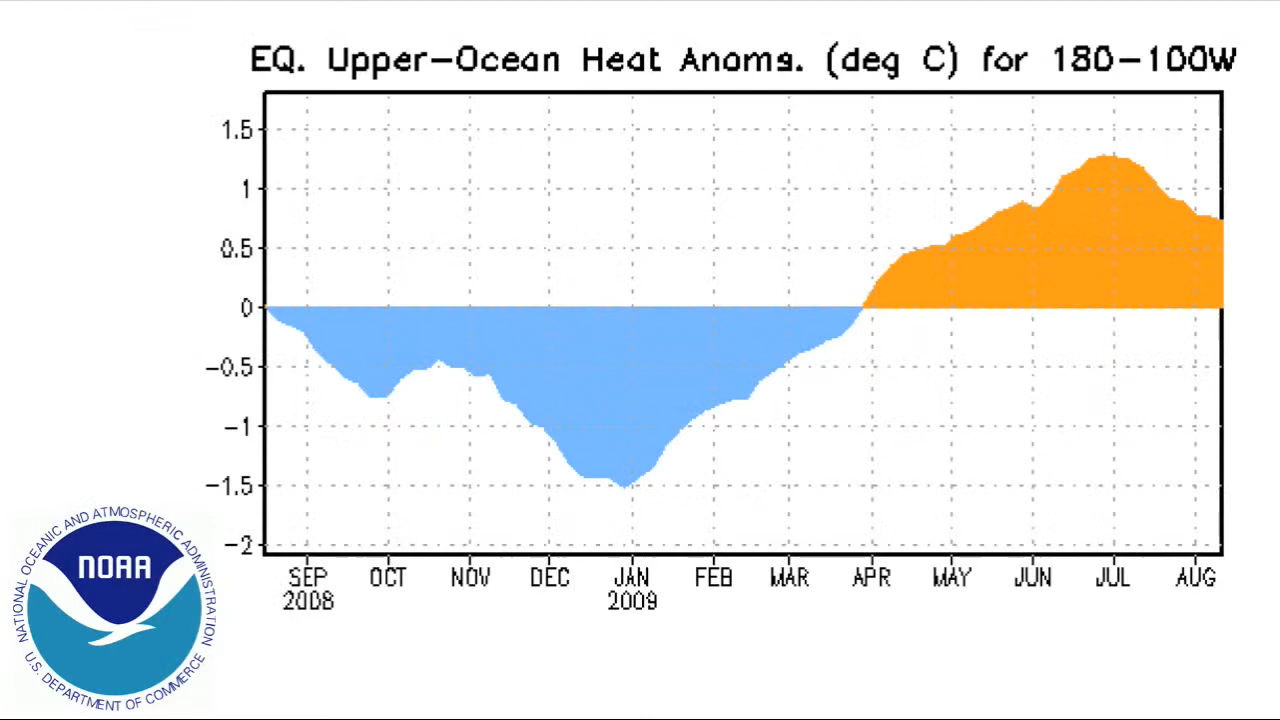 EQ. Upper-Ocean Heat Anoms. (deg C) for 180-100W
1.5
1
0.5
0
-0.5
-1
-1.5
-2
SEP OCT NOV DEC JAN FEB MAR APR MAY JUN JUL AUG
2008 2009
NATIONAL OCEANIC AND ATMOSPHERIC ADMINISTRATION
NOAA
U.S. DEPARTMENT OF COMMERCE